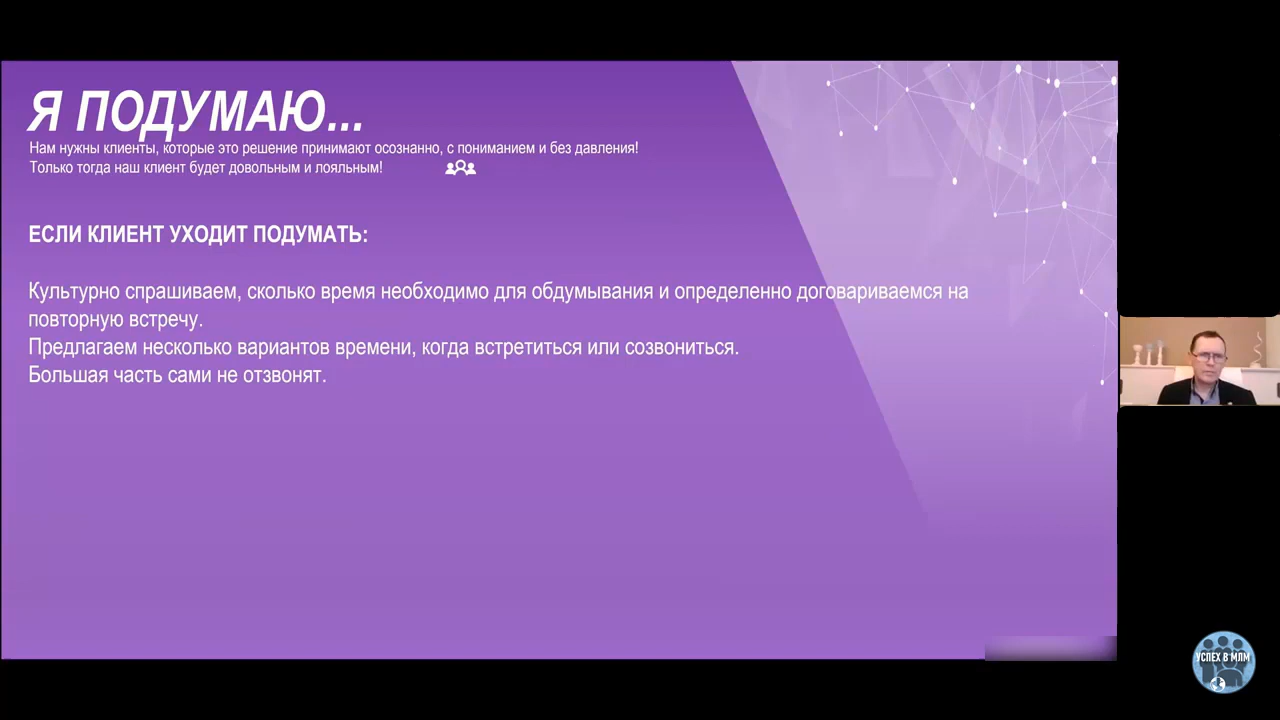 Я ПОДУМАЮ...
Нам нужны клиенты, которые это решение принимают осознанно, с пониманием и без давления!
Только тогда наш клиент будет довольным и лояльным!
ЕСЛИ КЛИЕНТ УХОДИТ ПОДУМАТЬ:
Культурно спрашиваем, сколько время необходимо для обдумывания и определенно договариваемся на
повторную встречу.
Предлагаем несколько вариантов времени, когда встретиться или созвониться.
Большая часть сами не отзвонят.
УСПЕХ В МЛМ